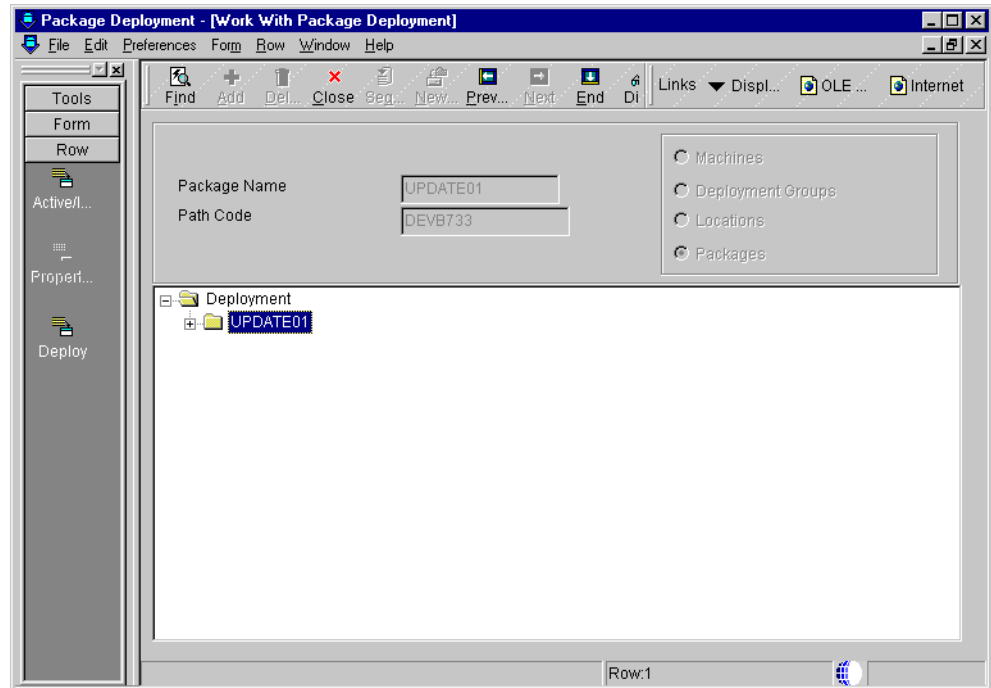 Package Deployment - [Work With Package Deployment]
File Edit Preferences Form Row Window Help
Tools
Form
Row
Active/I...
Properi...
Deploy
Find Add Del... Close Seq... New... Prev... Next End Di Links Displ... OLE ... Internet
Package Name UPDATE01
Path Code DEVB733
Machines
Deployment Groups
Locations
Packages
Deployment
UPDATE01
Row:1